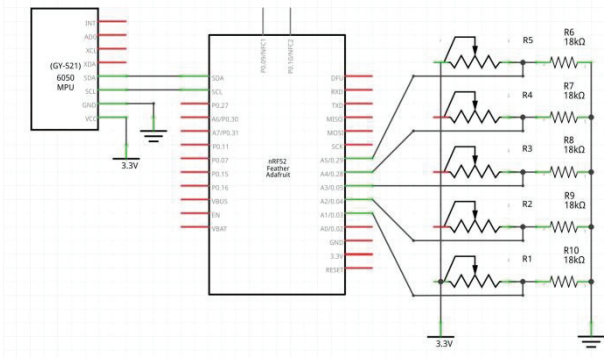 INT
AD0
XCL
XDA
SDA
SCL
GND
VCC
(GY-521)
6050
MPU
3.3V
P0.09/NFC1
P0.10/NFC2
SDA
SCL
P0.27
A6/P0.30
A7/P0.31
P0.11
P0.07
P0.15
P0.16
VBUS
EN
VBAT
nRF52
Feather
Adafruit
DFU
RXD
TXD
MISO
MOSI
SCK
A5/0.29
A4/0.28
A3/0.05
A2/0.04
A1/0.03
A0/0.02
GND
3.3V
RESET
R5
R6
18kΩ
R4
R7
18kΩ
R3
R8
18kΩ
R2
R9
18kΩ
R1
R10
18kΩ
3.3V